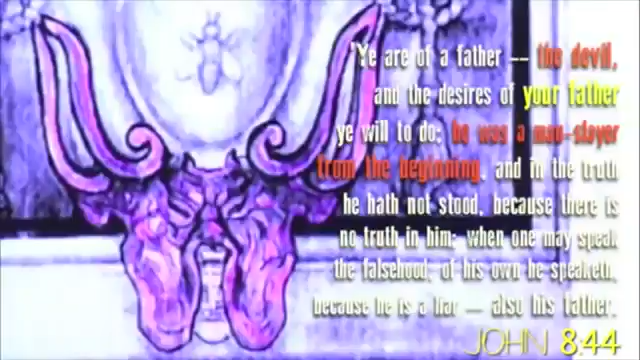 'Ye are of a father -- the devil,
and the desires of your father
ye will to do; he was a man-slayer
from the beginning, and in the truth
he hath not stood, because there is
no truth in him; when one may speak
the falsehood, of his own he speaketh,
because he is a liar — also his father.
JOHN 8:44